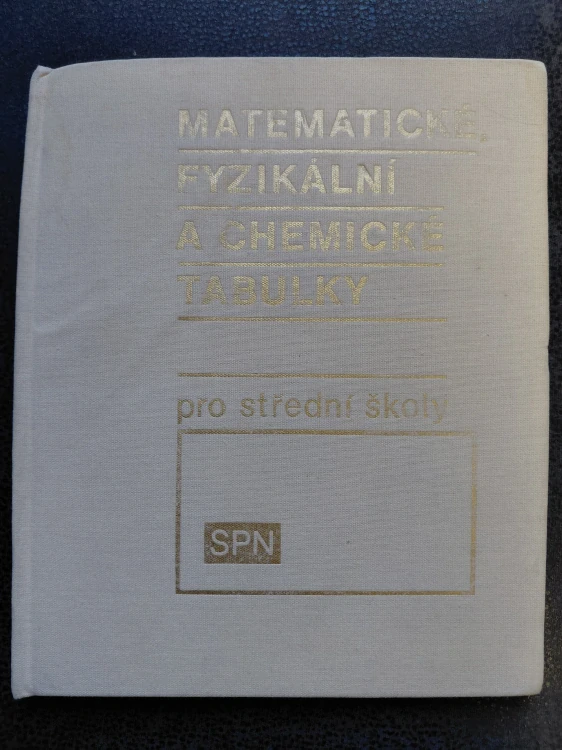 MATEMATICKÉ,
FYZIKÁLNÍ
A CHEMICKÉ
TABULKY
pro střední školy
SPN